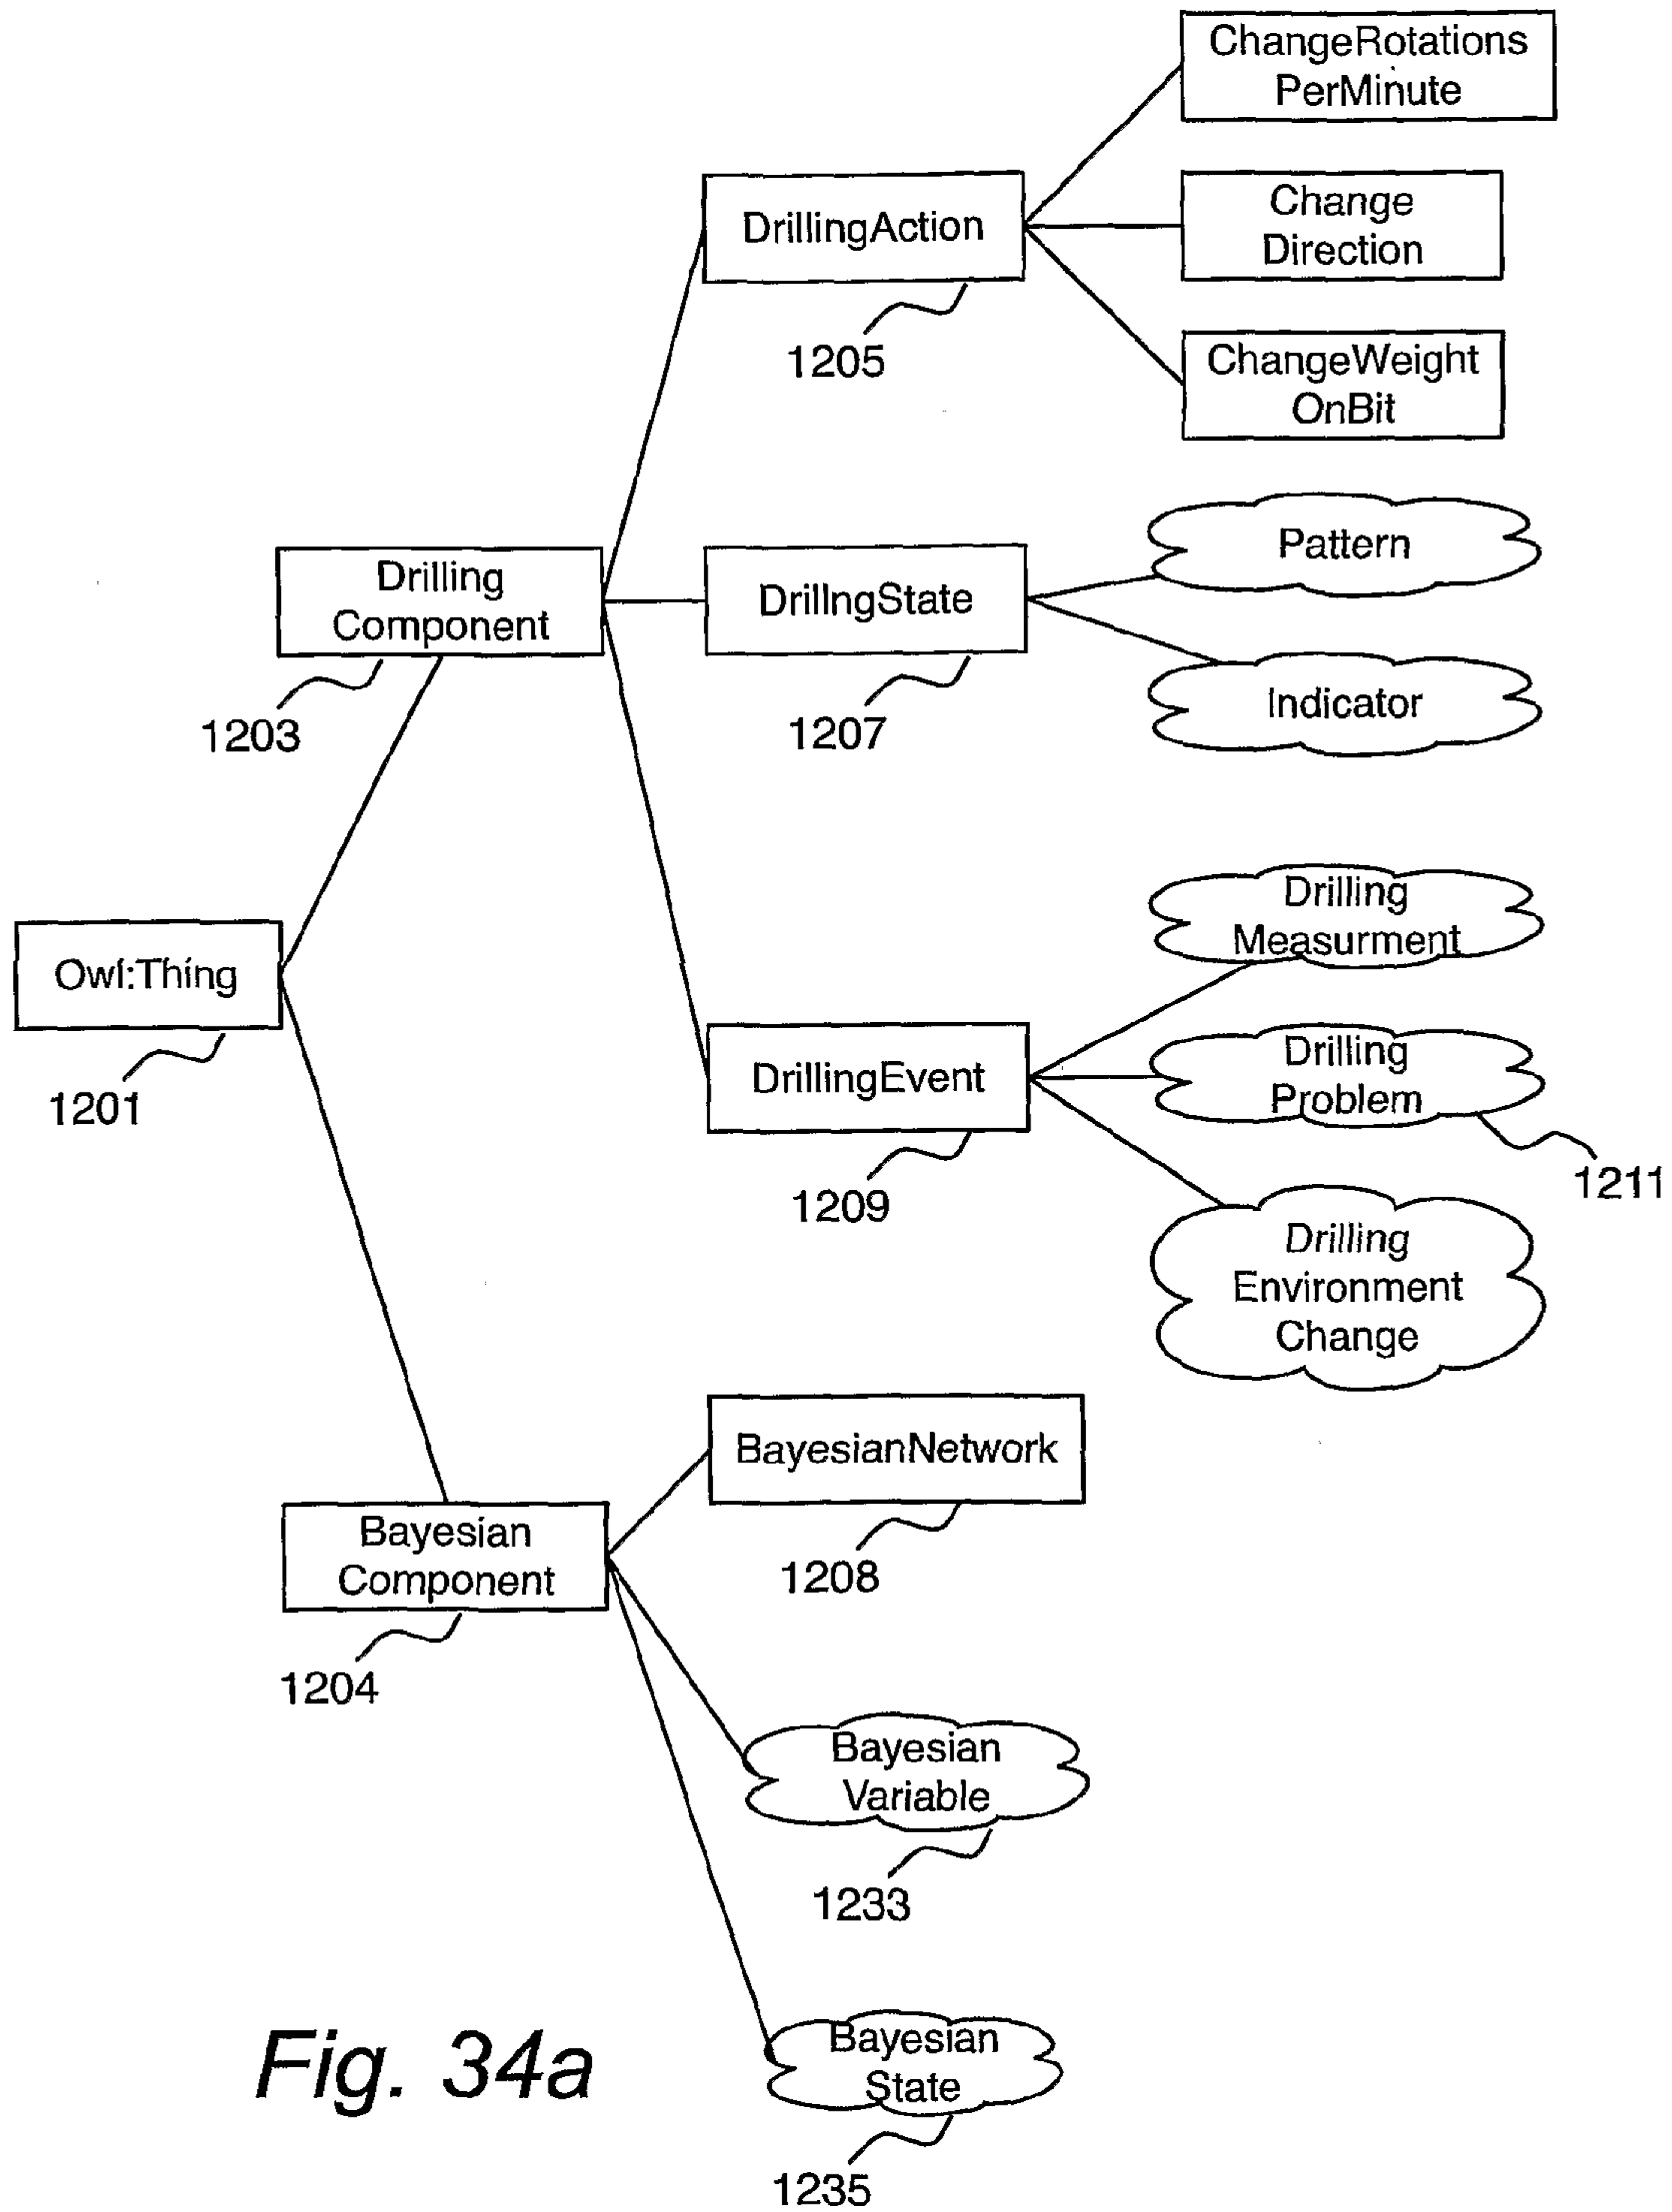 ChangeRotations
PerMinute
DrillingAction
1205
Change
Direction
ChangeWeight
OnBit
Drilling
Component
1203
DrillngState
1207
Pattern
Indicator
Owl:Thing
1201
DrillingEvent
1209
Drilling
Measurment
Drilling
Problem
1211
Drilling
Environment
Change
Bayesian
Component
1204
BayesianNetwork
1208
Bayesian
Variable
1233
Bayesian
State
1235
Fig. 34a